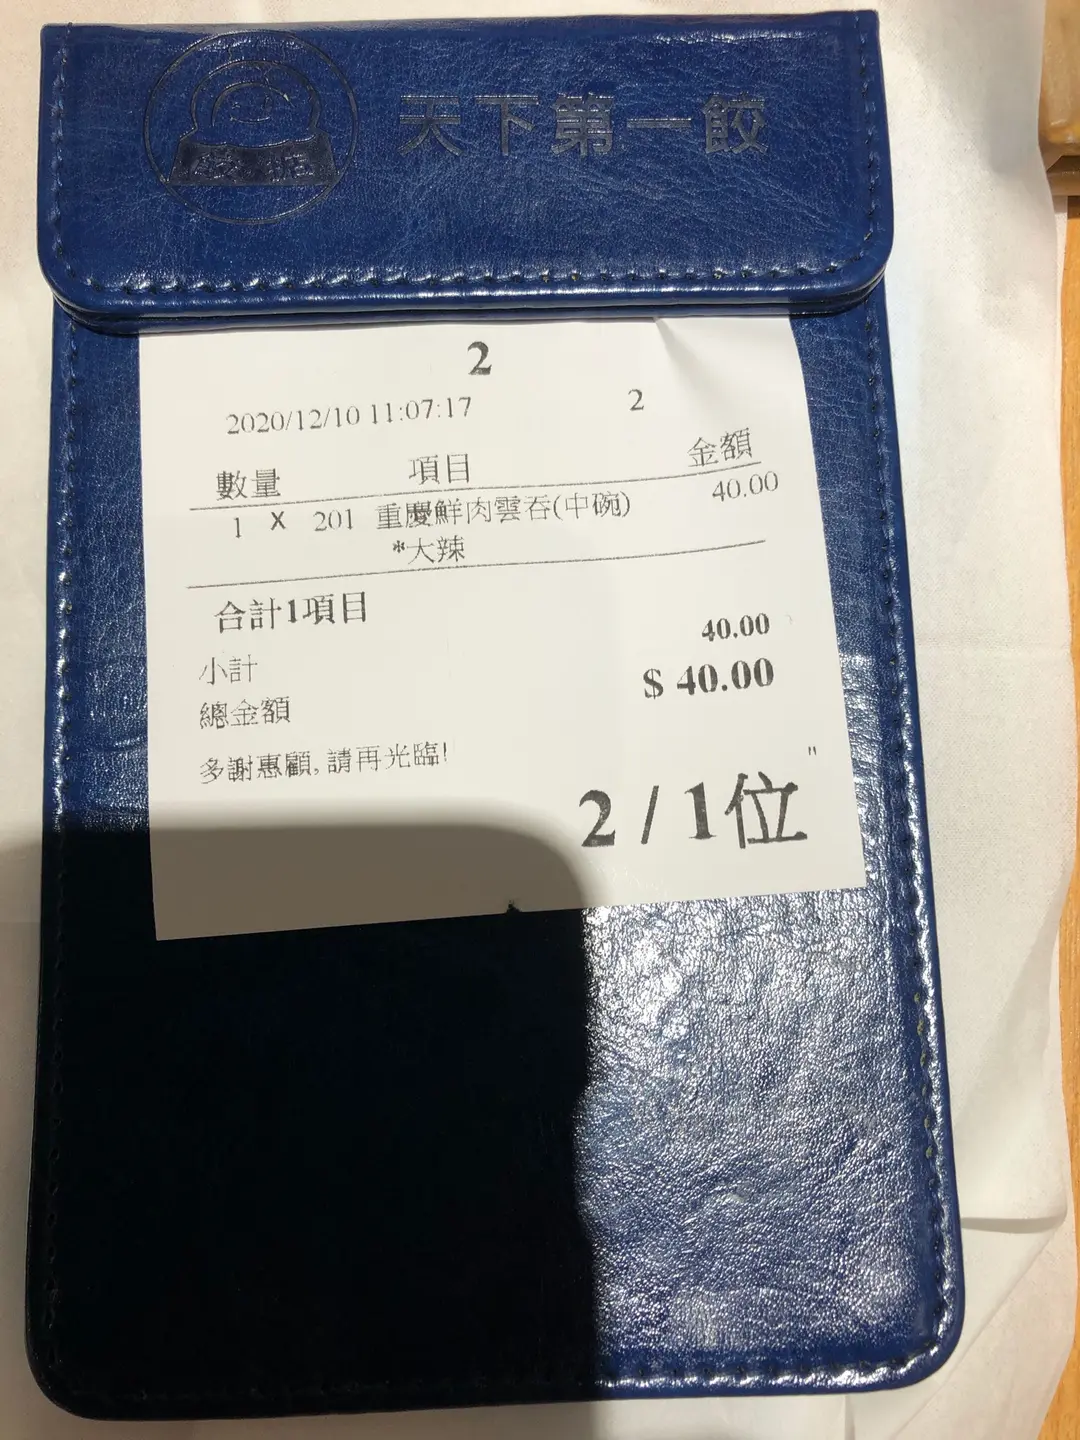 天下第一餃
2
2020/12/10 11:07:17 2
數量 項目 金額
1 X 201 重慶鮮肉雲吞(中碗) 40.00
*大辣
合計1項目
小計 40.00
總金額 $ 40.00
多謝惠顧, 請再光臨!
"
2 / 1位